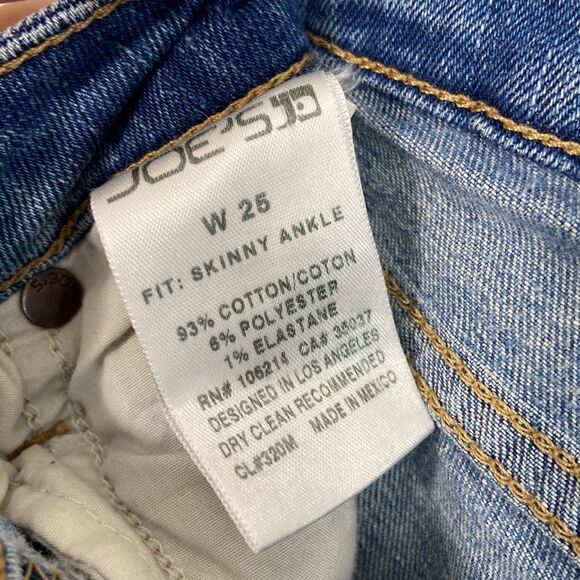 JOE'S
W 25
FIT: SKINNY ANKLE
93% COTTON/COTON
6% POLYESTER
1% ELASTANE
RN# 106214 CA# 35037
DESIGNED IN LOS ANGELES
DRY CLEAN RECOMMENDED
CL#320M MADE IN MEXICO
JOE'S